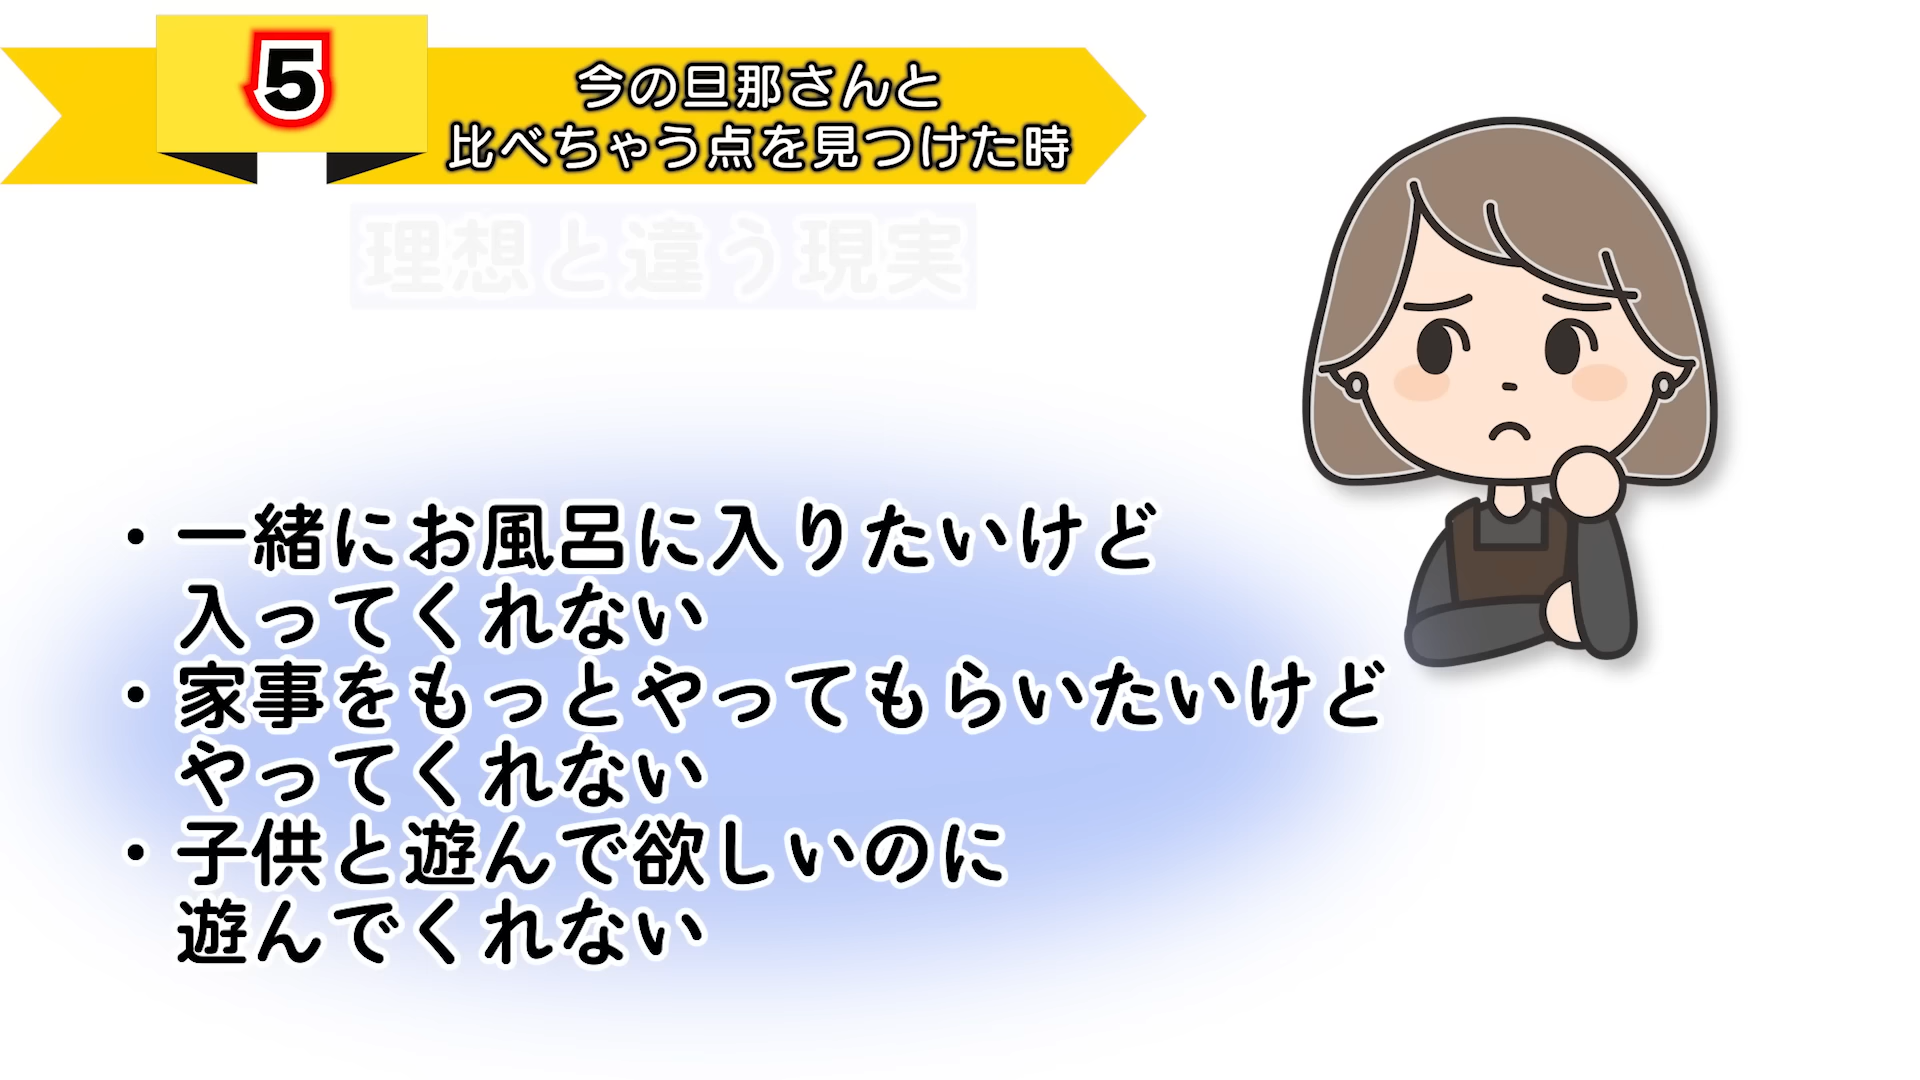 5
今の旦那さんと
比べちゃう点を見つけた時
理想と違う現実
・一緒にお風呂に入りたいけど
入ってくれない
・家事をもっとやってもらいたいけど
やってくれない
・子供と遊んで欲しいのに
遊んでくれない